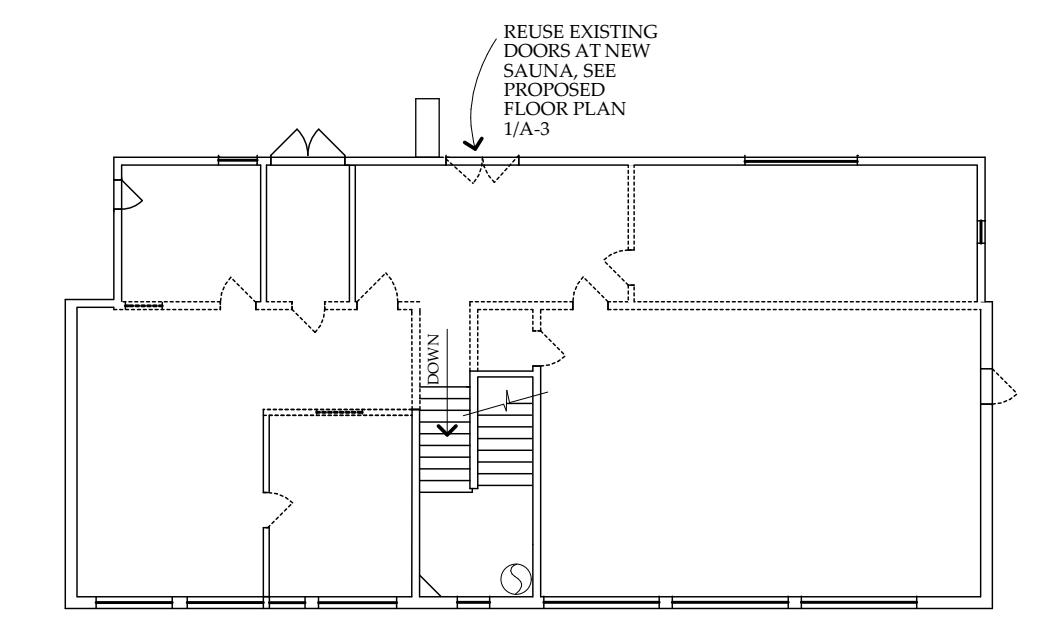 REUSE EXISTING
DOORS AT NEW
SAUNA, SEE
PROPOSED
FLOOR PLAN
1/A-3
DOWN